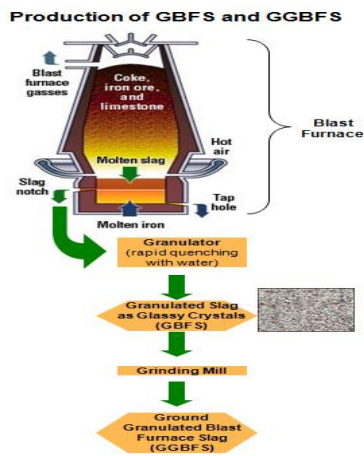 Production of GBFS and GGBFS
Blast
furnace
gasses
Coke,
iron ore,
and
limestone
Hot
air
Blast
Furnace
Molten slag
Slag
notch
Tap
hole
Molten iron
Granulator
(rapid quenching
with water)
Granulated Slag
as Glassy Crystals
(GBFS)
Grinding Mill
Ground
Granulated Blast
Furnace Slag
(GGBFS)